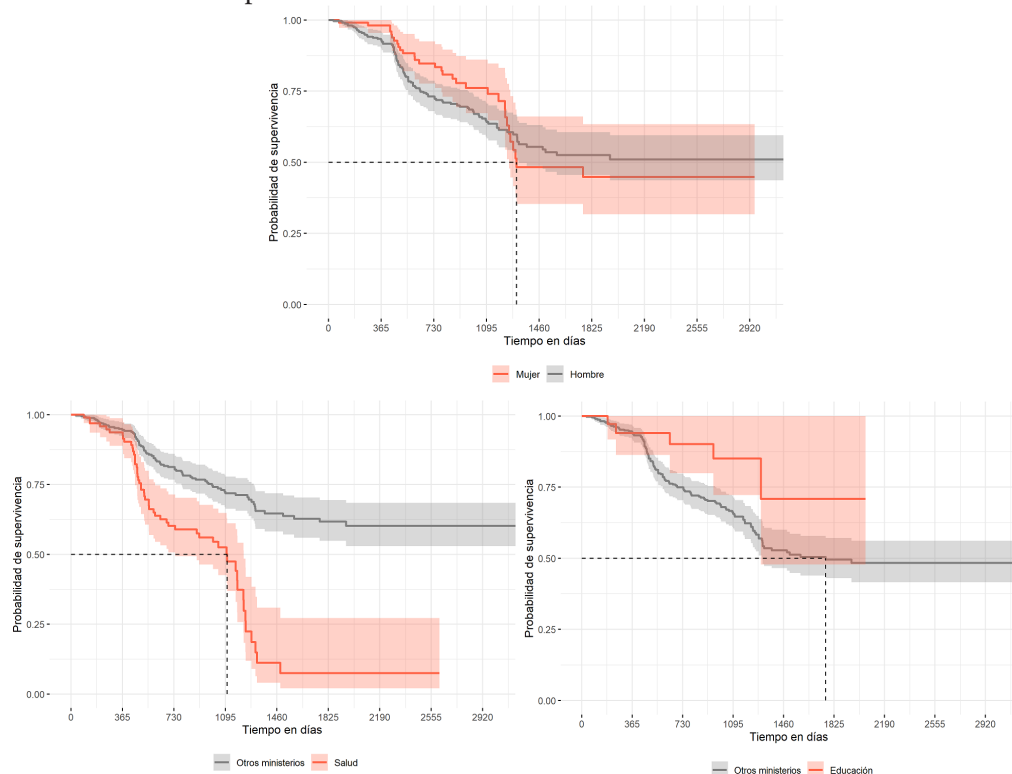 1.00
0.75
0.50
0.25
0.00
Probabilidad de supervivencia
0 365 730 1095 1460 1825 2190 2555 2920
Tiempo en días
Mujer Hombre
1.00
0.75
0.50
0.25
0.00
Probabilidad de supervivencia
0 365 730 1095 1460 1825 2190 2555 2920
Tiempo en días
Otros ministerios Salud
1.00
0.75
0.50
0.25
0.00
Probabilidad de supervivencia
0 365 730 1095 1460 1825 2190 2555 2920
Tiempo en días
Otros ministerios Educación